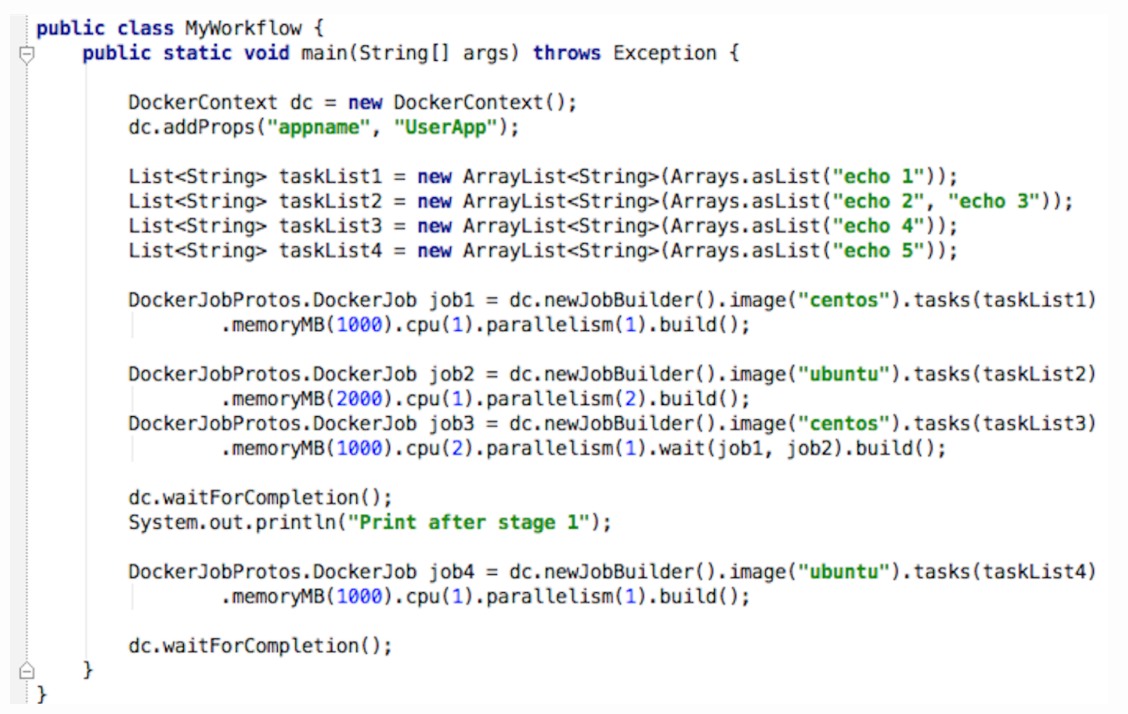 public class MyWorkflow {
public static void main(String[] args) throws Exception {
DockerContext dc = new DockerContext();
dc.addProps("appname", "UserApp");
List<String> taskList1 = new ArrayList<String>(Arrays.asList("echo 1"));
List<String> taskList2 = new ArrayList<String>(Arrays.asList("echo 2", "echo 3"));
List<String> taskList3 = new ArrayList<String>(Arrays.asList("echo 4"));
List<String> taskList4 = new ArrayList<String>(Arrays.asList("echo 5"));
DockerJobProtos.DockerJob job1 = dc.newJobBuilder().image("centos").tasks(taskList1)
.memoryMB(1000).cpu(1).parallelism(1).build();
DockerJobProtos.DockerJob job2 = dc.newJobBuilder().image("ubuntu").tasks(taskList2)
.memoryMB(2000).cpu(1).parallelism(2).build();
DockerJobProtos.DockerJob job3 = dc.newJobBuilder().image("centos").tasks(taskList3)
.memoryMB(1000).cpu(2).parallelism(1).wait(job1, job2).build();
dc.waitForCompletion();
System.out.println("Print after stage 1");
DockerJobProtos.DockerJob job4 = dc.newJobBuilder().image("ubuntu").tasks(taskList4)
.memoryMB(1000).cpu(1).parallelism(1).build();
dc.waitForCompletion();
}
}